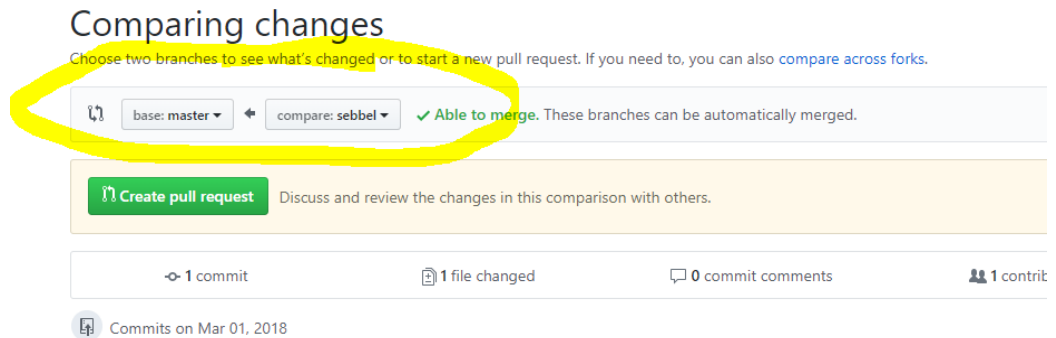 Comparing changes
Choose two branches to see what's changed or to start a new pull request. If you need to, you can also compare across forks.
base: master compare: sebbel Able to merge. These branches can be automatically merged.
Create pull request Discuss and review the changes in this comparison with others.
1 commit 1 file changed 0 commit comments 1 contrib
Commits on Mar 01, 2018